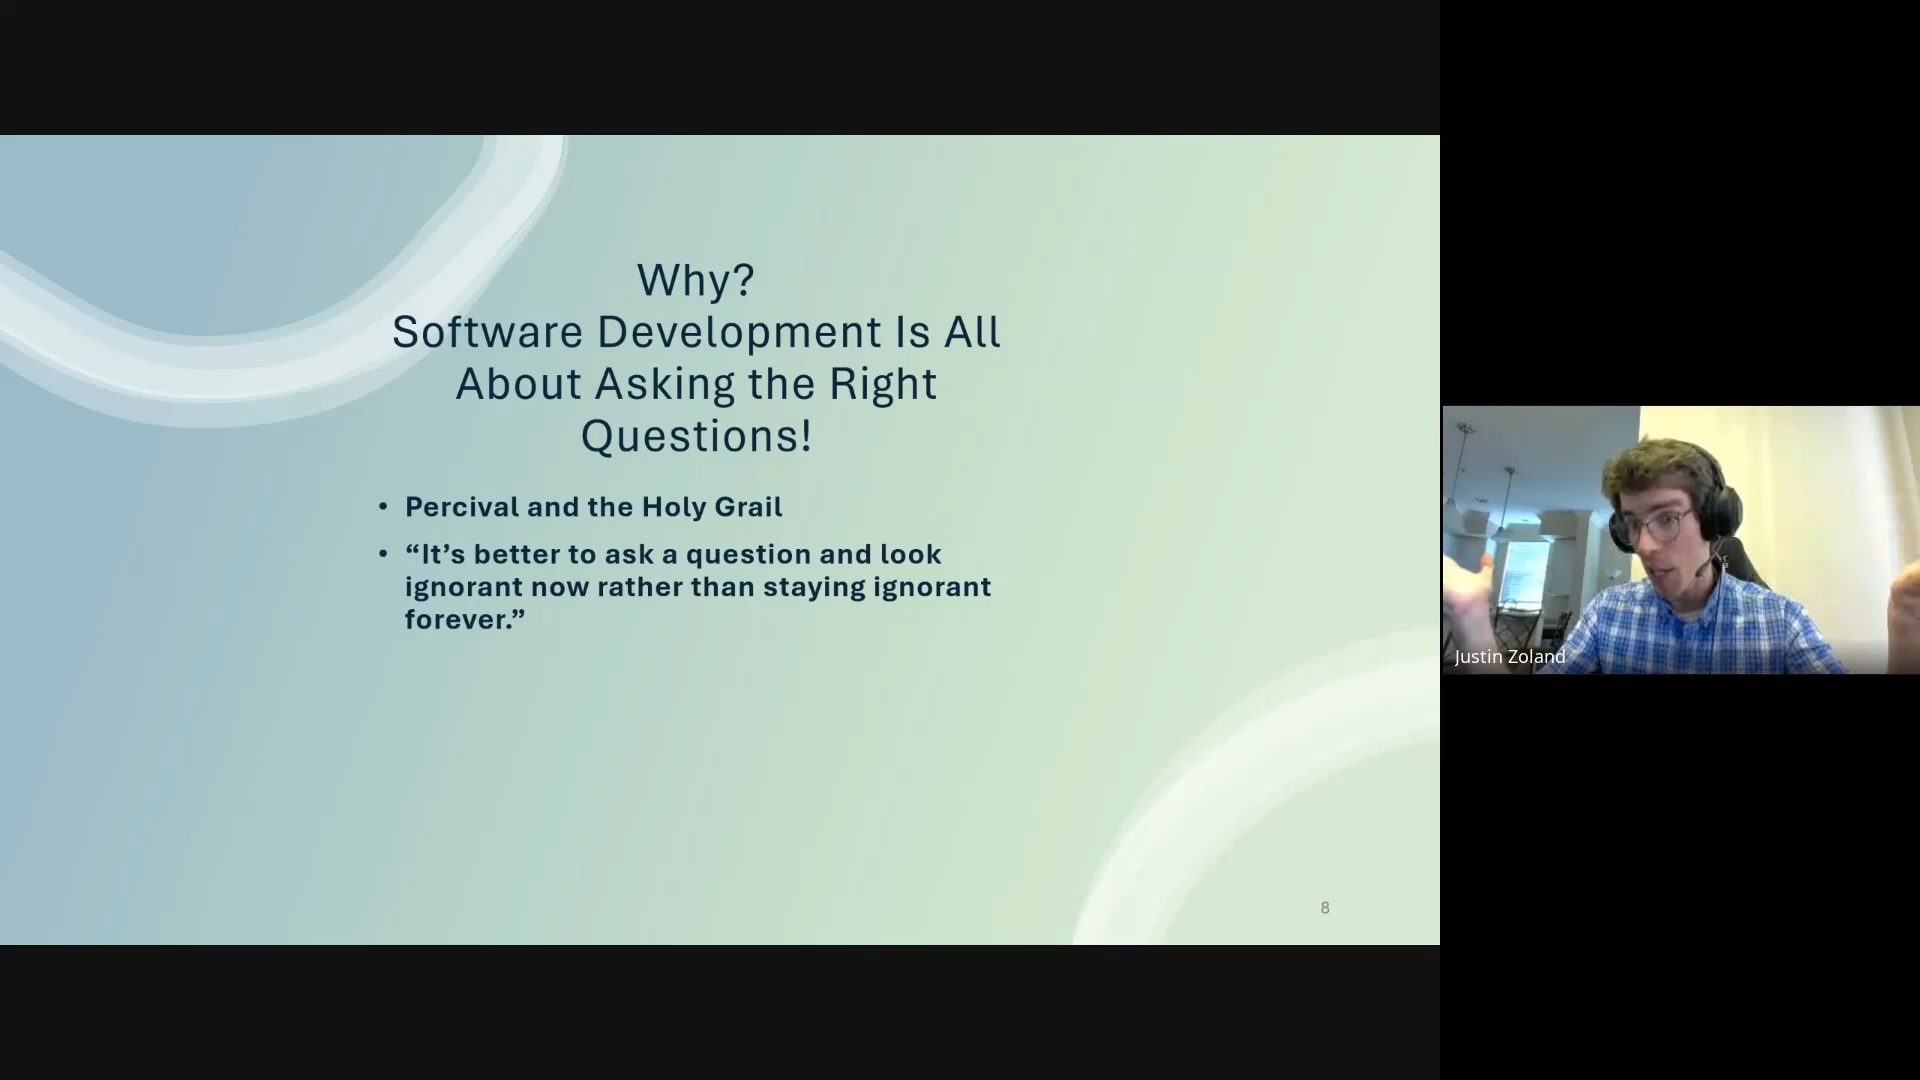 Why?
Software Development Is All
About Asking the Right
Questions!
• Percival and the Holy Grail
• “It’s better to ask a question and look
ignorant now rather than staying ignorant
forever.”
8
Justin Zoland